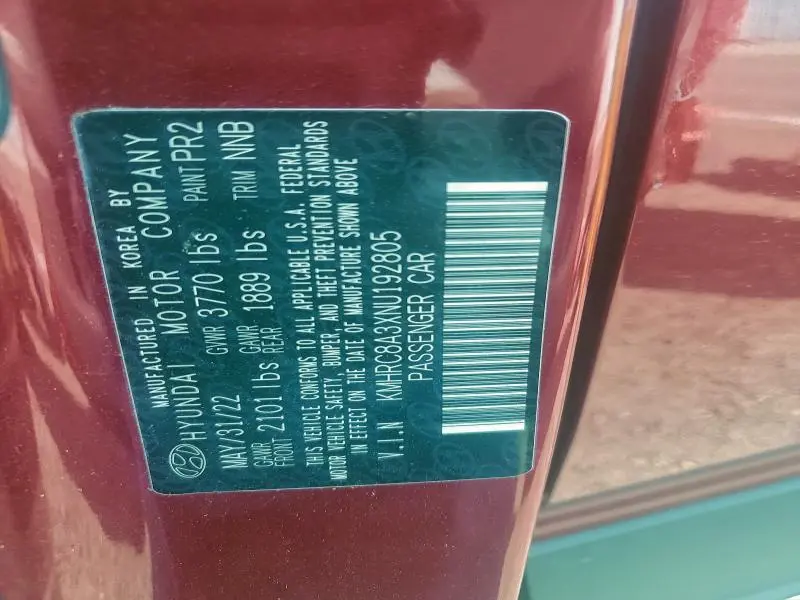 MANUFACTURED IN KOREA BY
HYUNDAI MOTOR COMPANY
MAY/31/22 GVWR 3770 lbs PAINT PR2
GAWR FRONT 2101 lbs GAWR REAR 1889 lbs TRIM NNB
THIS VEHICLE CONFORMS TO ALL APPLICABLE U.S.A. FEDERAL
MOTOR VEHICLE SAFETY, BUMPER, AND THEFT PREVENTION STANDARDS
IN EFFECT ON THE DATE OF MANUFACTURE SHOWN ABOVE
V.I.N KMHRC8A3XNU192805
PASSENGER CAR